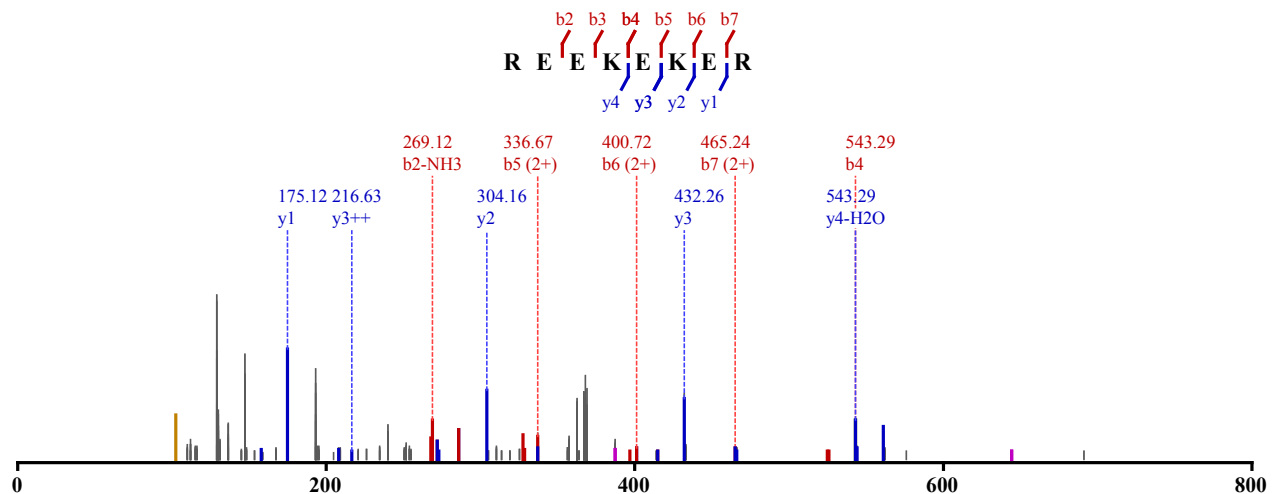 b2 b3 b4 b5 b6 b7
R E E K E K E R
y4 y3 y2 y1
269.12 336.67 400.72 465.24 543.29
b2-NH3 b5 (2+) b6 (2+) b7 (2+) b4
175.12 216.63 304.16 432.26 543.29
y1 y3++ y2 y3 y4-H2O
0 200 400 600 800